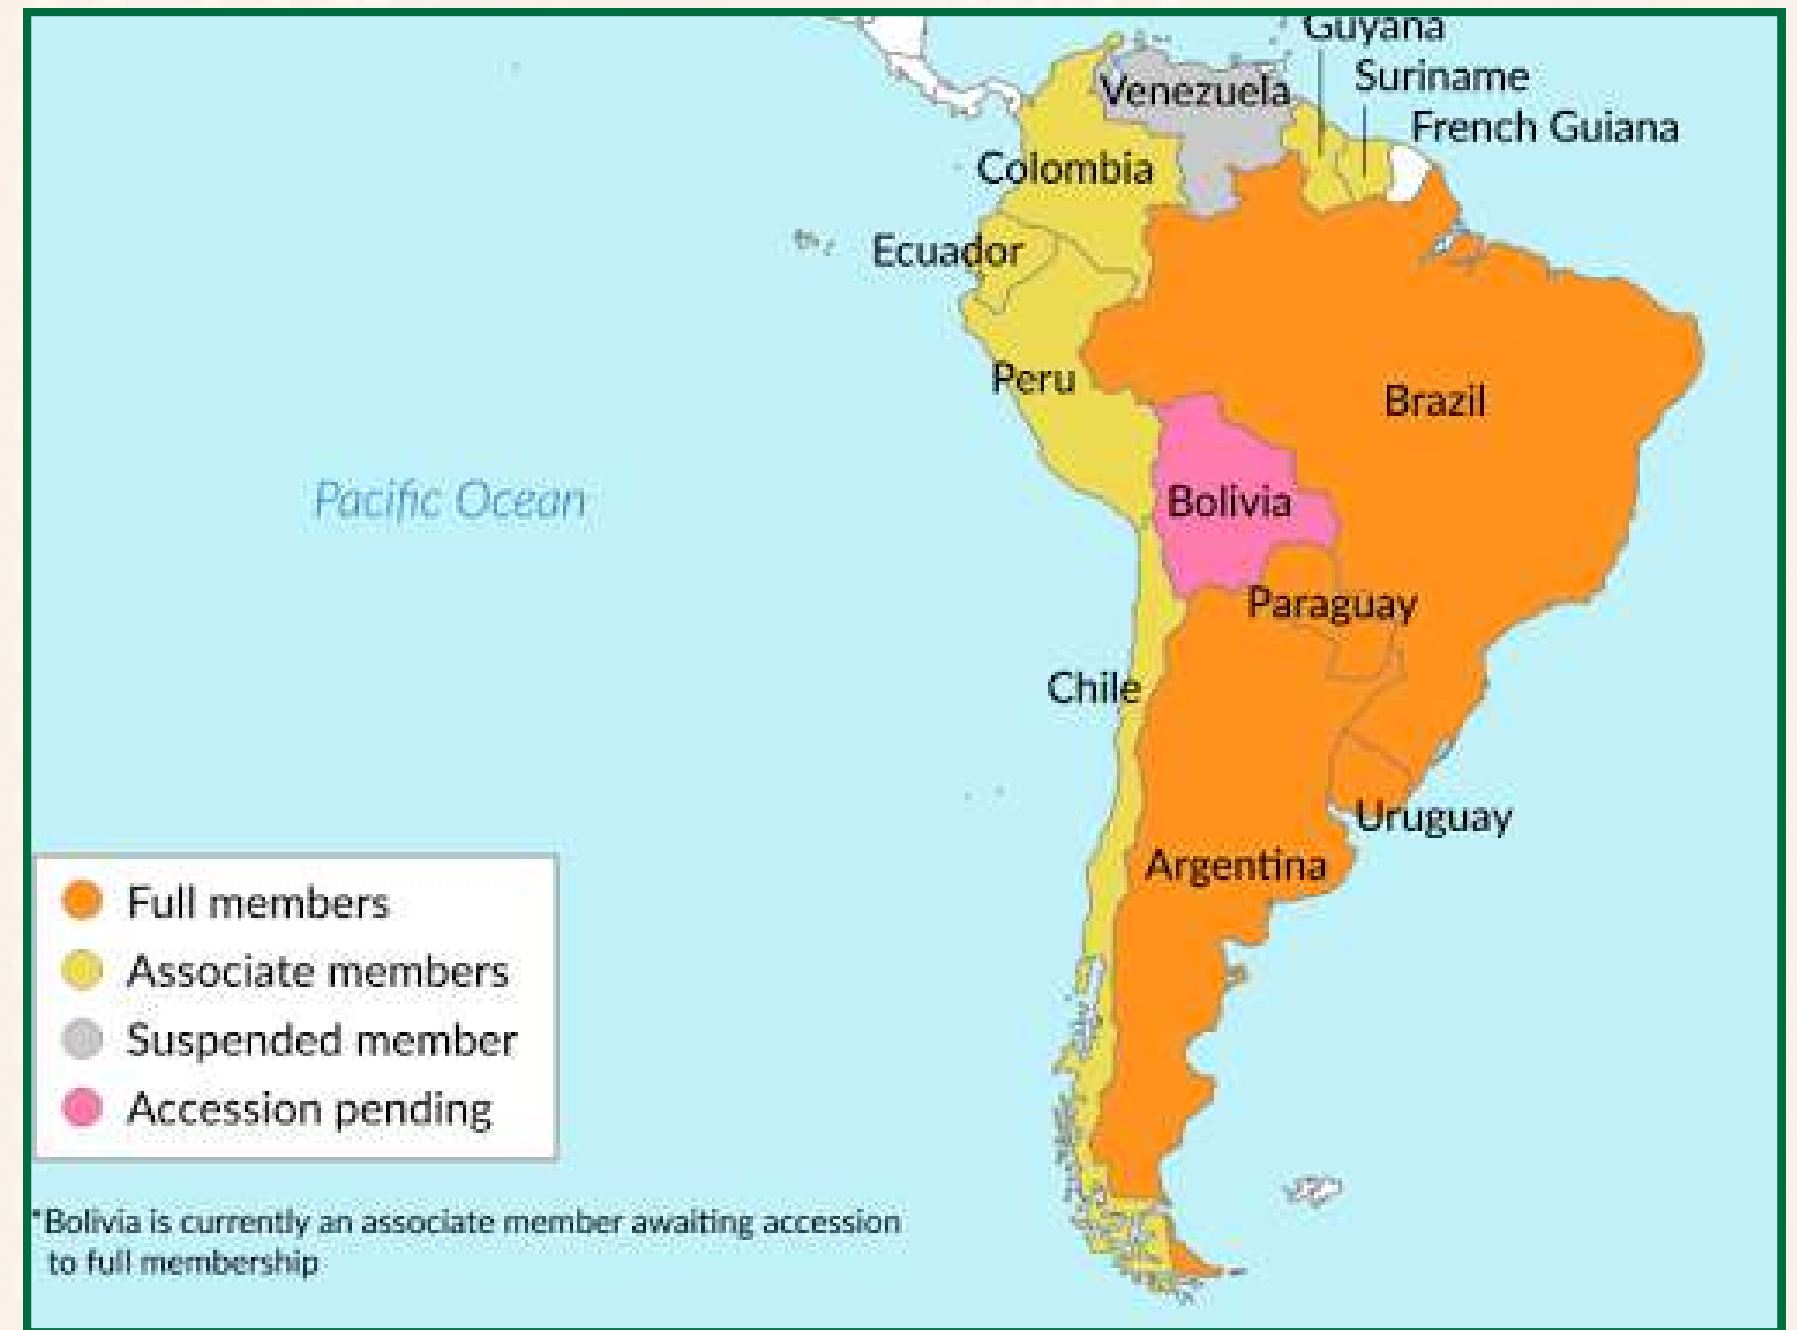 Guyana
Suriname
Venezuela
French Guiana
Colombia
Ecuador
Peru
Brazil
Pacific Ocean
Bolivia
Paraguay
Chile
Uruguay
Argentina
Full members
Associate members
Suspended member
Accession pending
*Bolivia is currently an associate member awaiting accession
to full membership